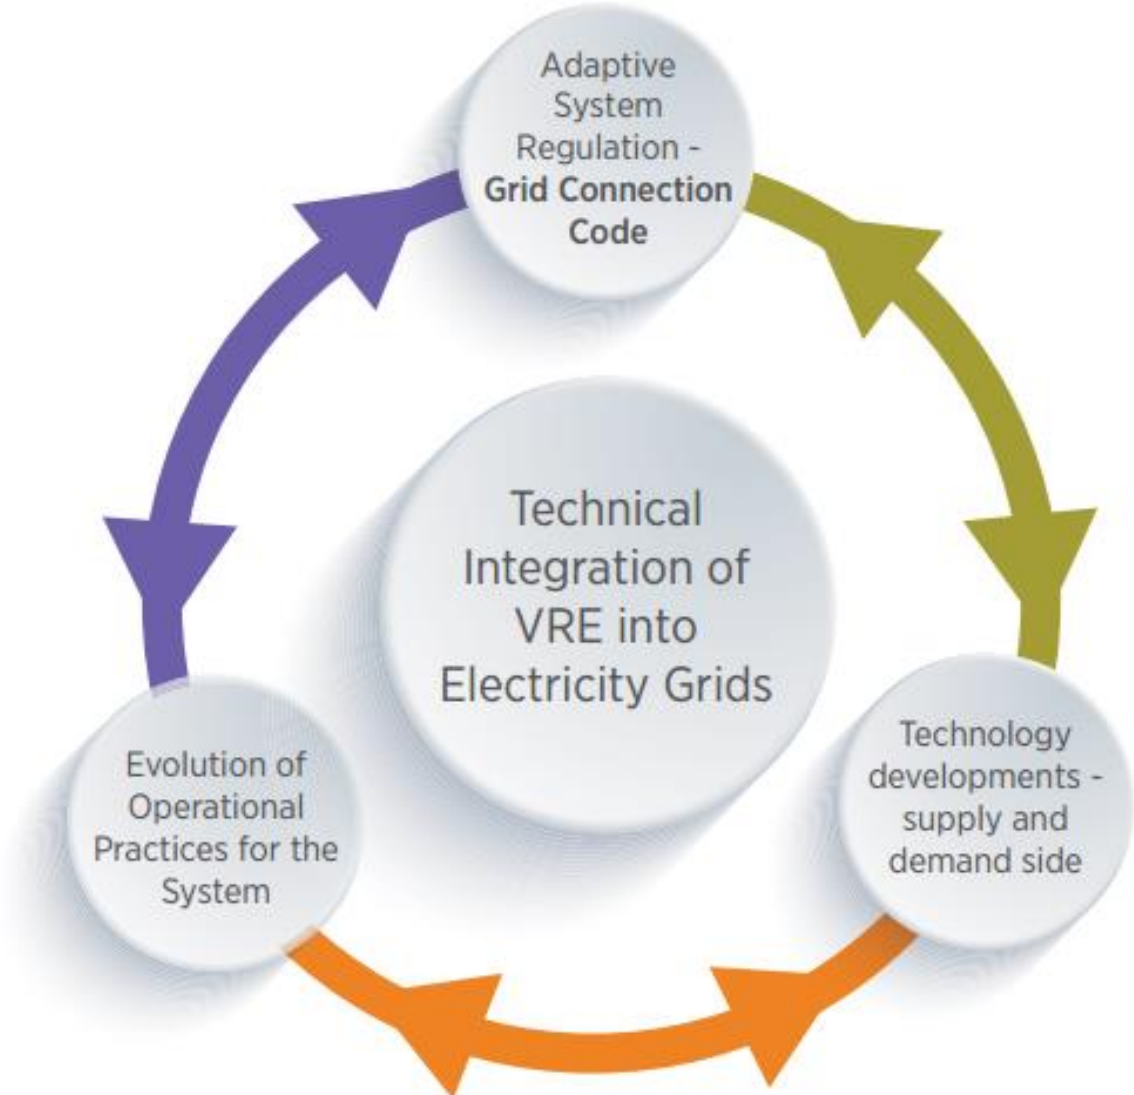 Adaptive
System
Regulation -
Grid Connection
Code
Technical
Integration of
VRE into
Electricity Grids
Evolution of
Operational
Practices for the
System
Technology
developments -
supply and
demand side